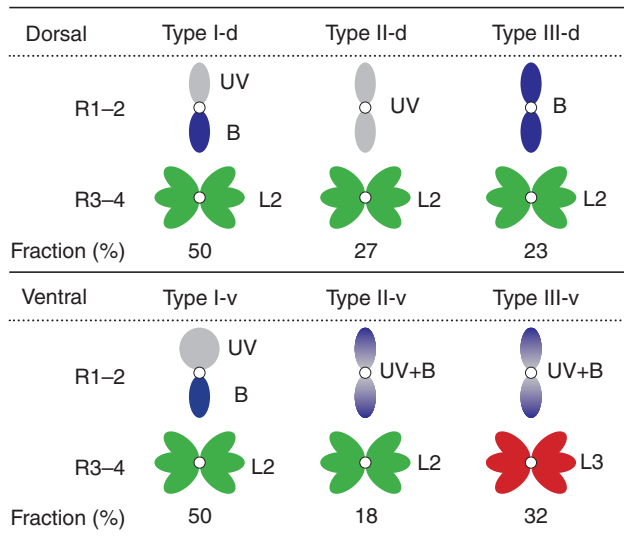 Dorsal Type I-d Type II-d Type III-d
UV
R1–2 UV B
B
R3–4 L2 L2 L2
Fraction (%) 50 27 23
Ventral Type I-v Type II-v Type III-v
UV
R1–2 UV+B UV+B
B
R3–4 L2 L2 L3
Fraction (%) 50 18 32